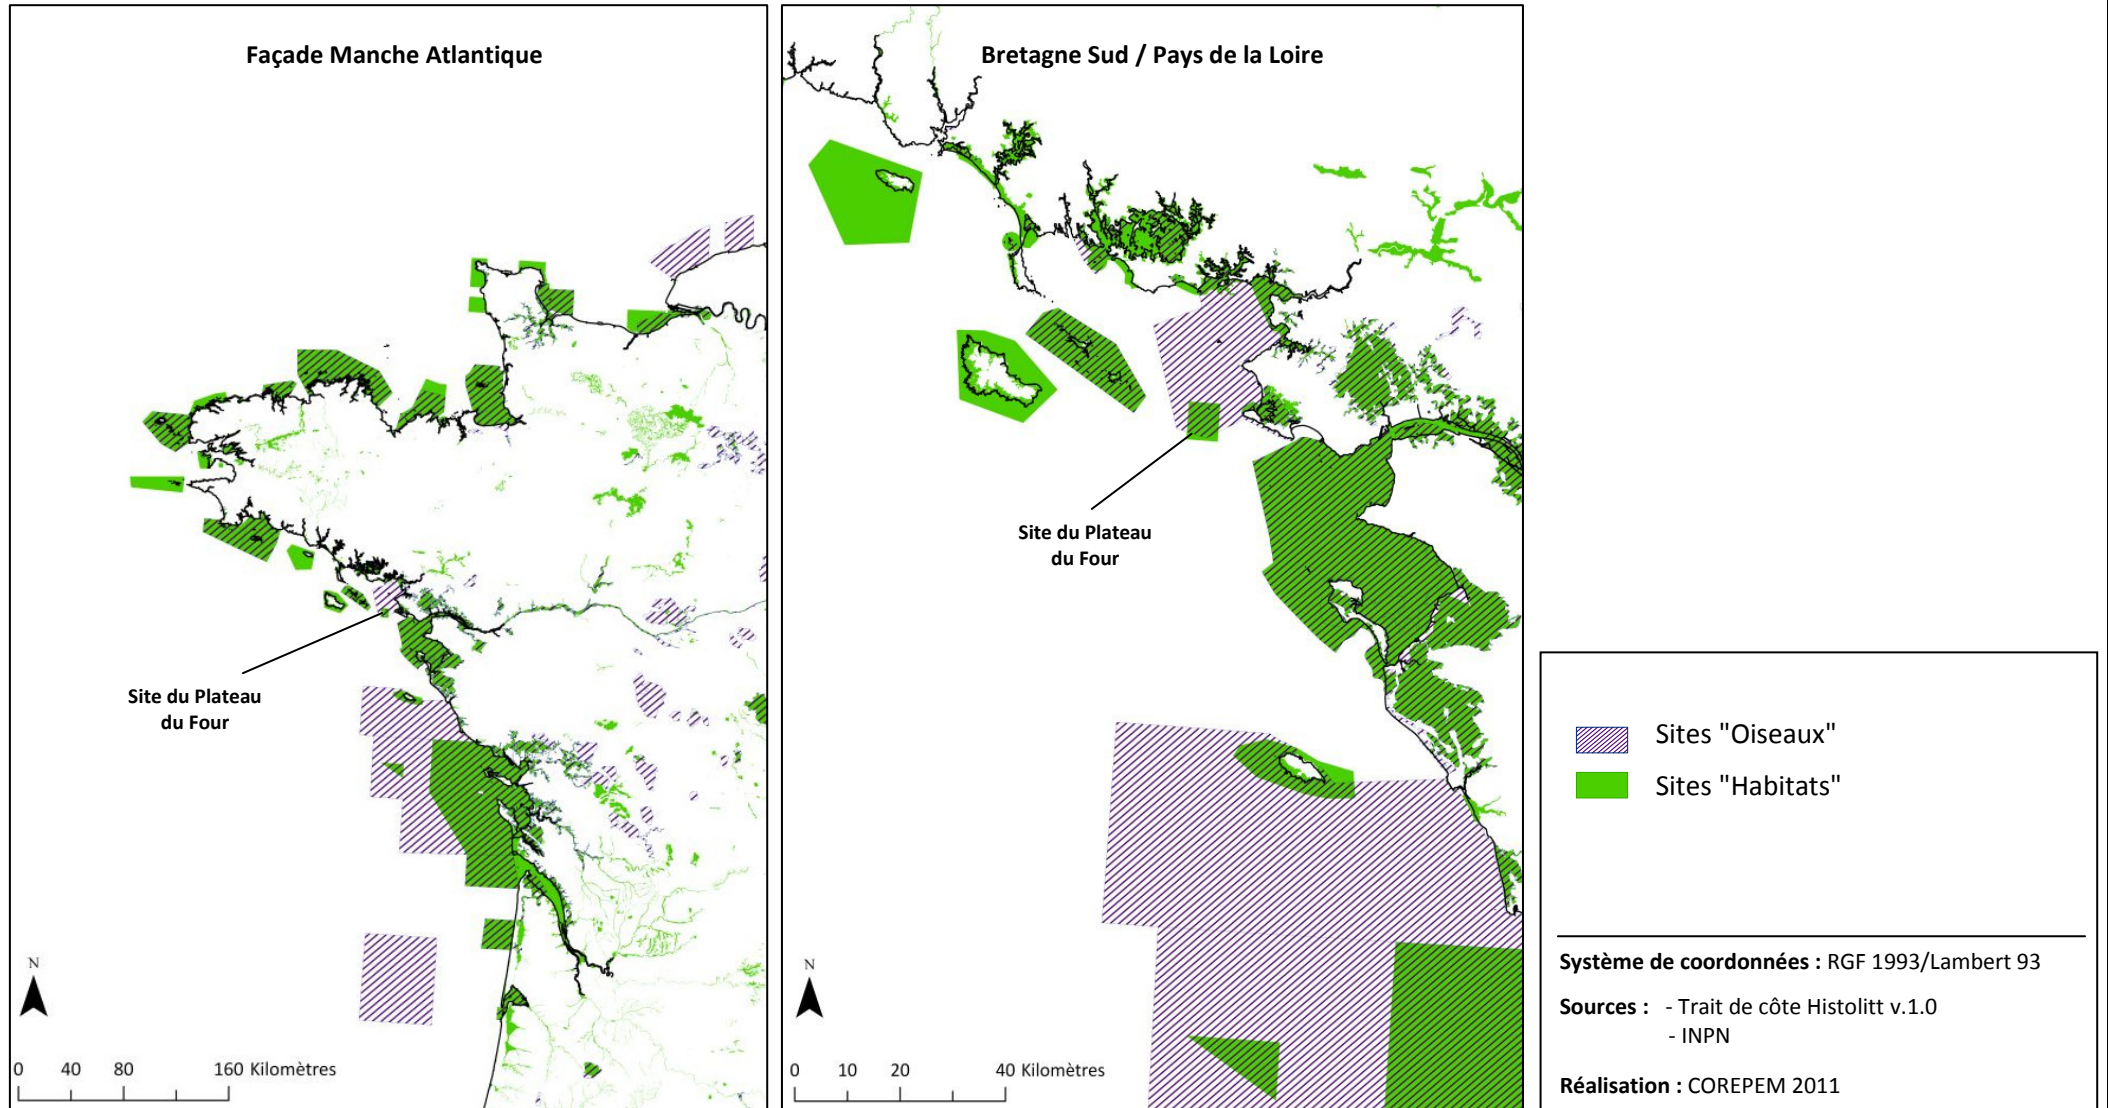 Façade Manche Atlantique
Site du Plateau
du Four
N
0 40 80 160 Kilomètres
Bretagne Sud / Pays de la Loire
Site du Plateau
du Four
N
0 10 20 40 Kilomètres
Sites "Oiseaux"
Sites "Habitats"
Système de coordonnées : RGF 1993/Lambert 93
Sources : - Trait de côte Histolitt v.1.0
- INPN
Réalisation : COREPEM 2011